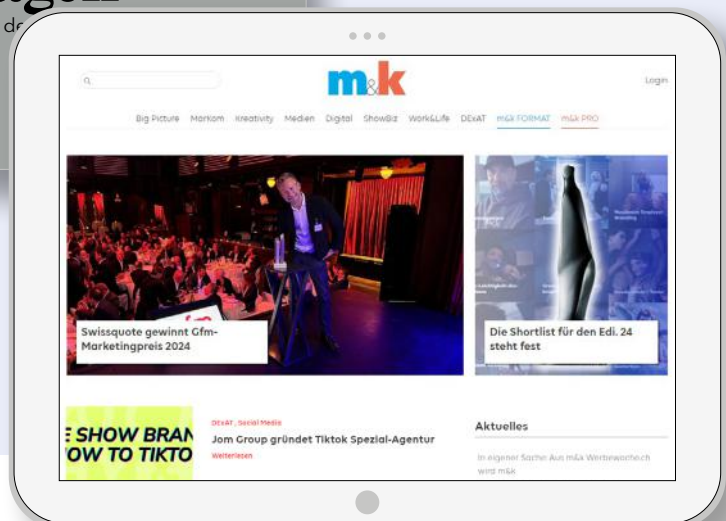 de
m&k
Login
Big Picture Markom Kreativity Medien Digital ShowBiz Work&Life DExAT m&k FORMAT m&k PRO
Swissquote gewinnt Gfm-
Marketingpreis 2024
Die Shortlist für den Edi. 24
steht fest
E SHOW BRAN
OW TO TIKTO
DExAT, Social Media
Jom Group gründet Tiktok Spezial-Agentur
Weiterlesen
Aktuelles
In eigener Sache: Aus m&k Werbewoche.ch
wird m&k